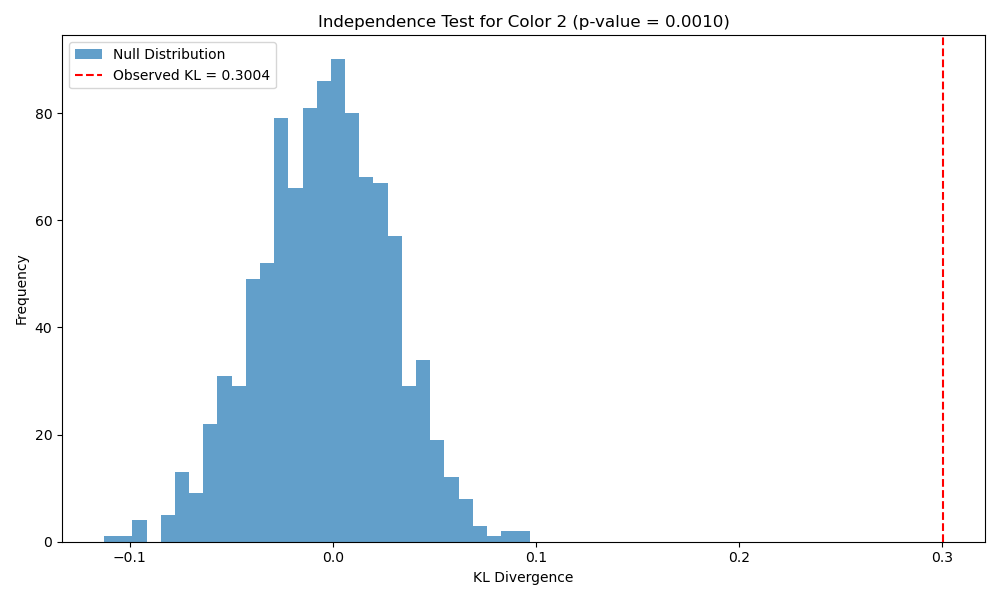 Independence Test for Color 2 (p-value = 0.0010)
Null Distribution
Observed KL = 0.3004
80
60
40
20
0
Frequency
−0.1
0.0
0.1
0.2
0.3
KL Divergence